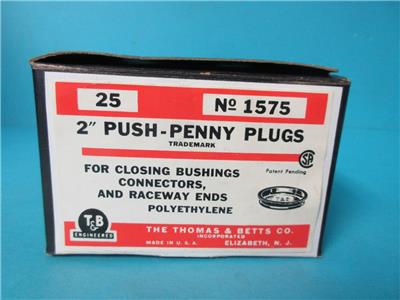 25 Nº 1575
2" PUSH-PENNY PLUGS
TRADEMARK
SA
Patent Pending
FOR CLOSING BUSHINGS
CONNECTORS,
AND RACEWAY ENDS
POLYETHYLENE
T&B
T&B
ENGINEERED
THE THOMAS & BETTS CO.
INCORPORATED
MADE IN U.S.A. ELIZABETH, N. J.